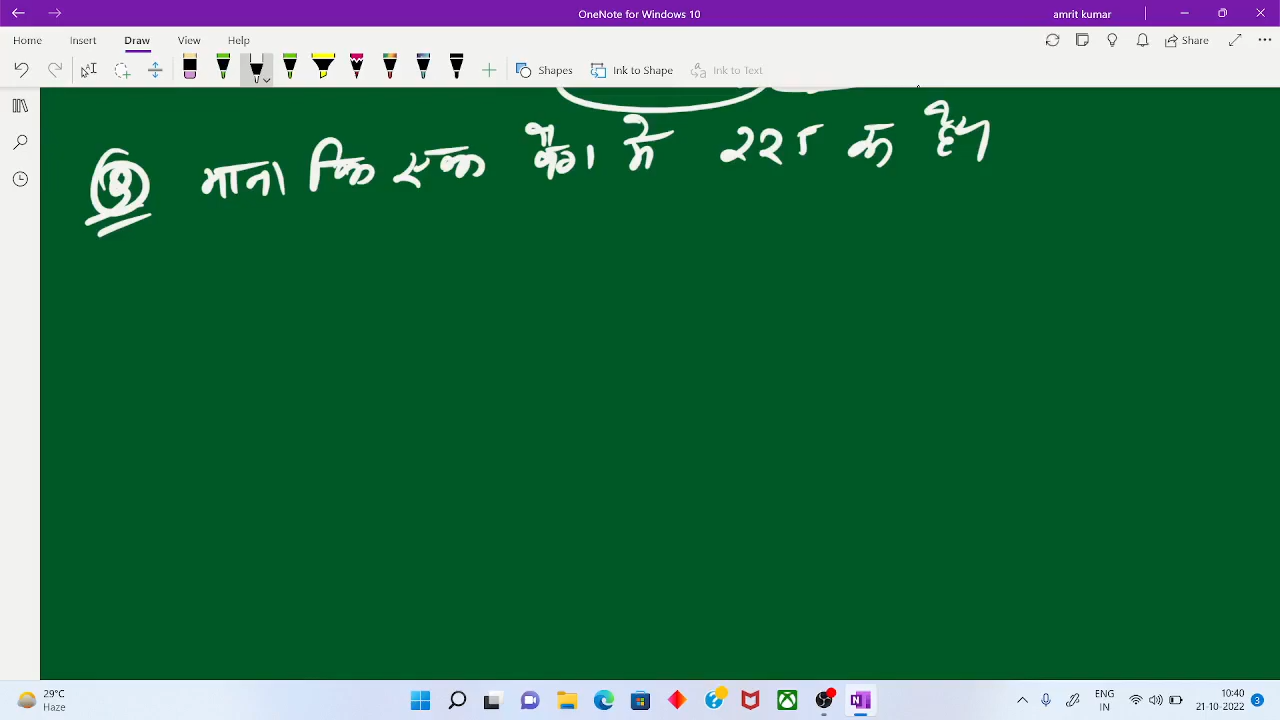 OneNote for Windows 10
amrit kumar
Home Insert Draw View Help
Share
Shapes Ink to Shape Ink to Text
Q माना कि एक में 225 क है।
29°C
Haze
ENG
IN
10:40
21-10-2022
3